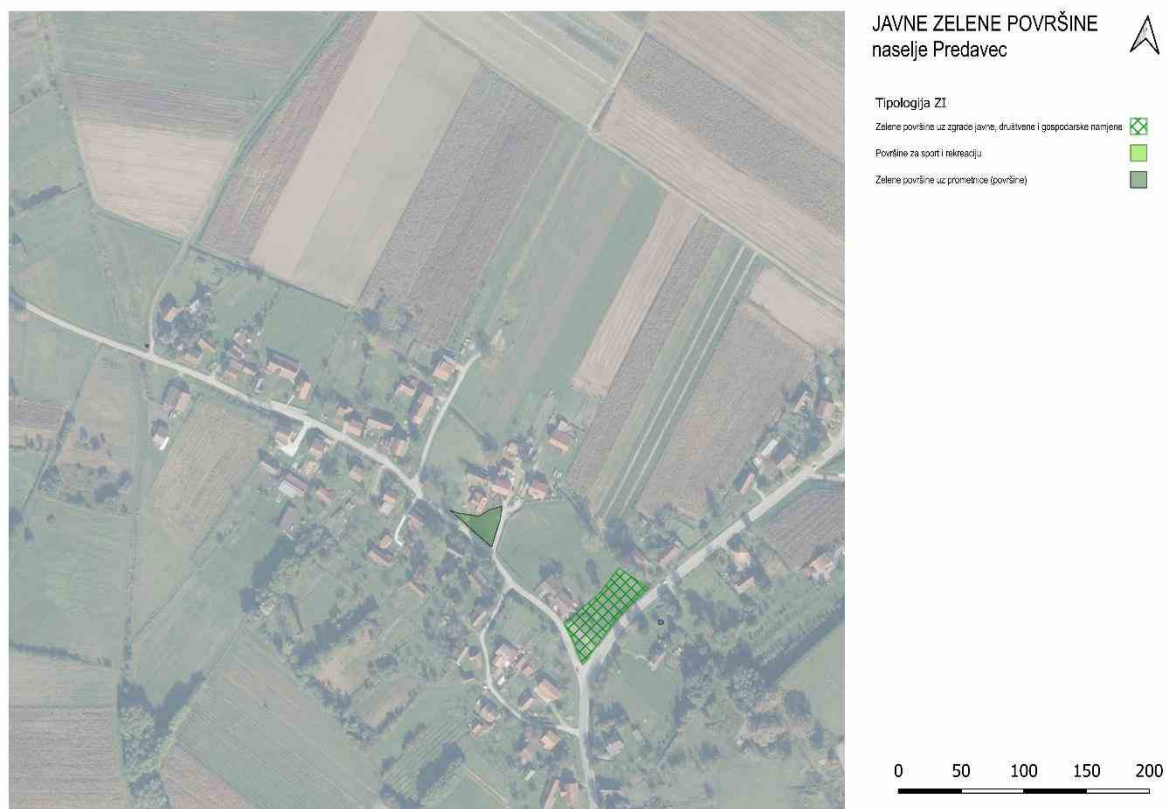 JAVNE ZELENE POVRŠINE
naselje Predavec
Tipologija ZI
Zelene površine uz zgrade javne, društvene i gospodarske namjene
Površine za sport i rekreaciju
Zelene površine uz prometnice (površine)
0 50 100 150 200